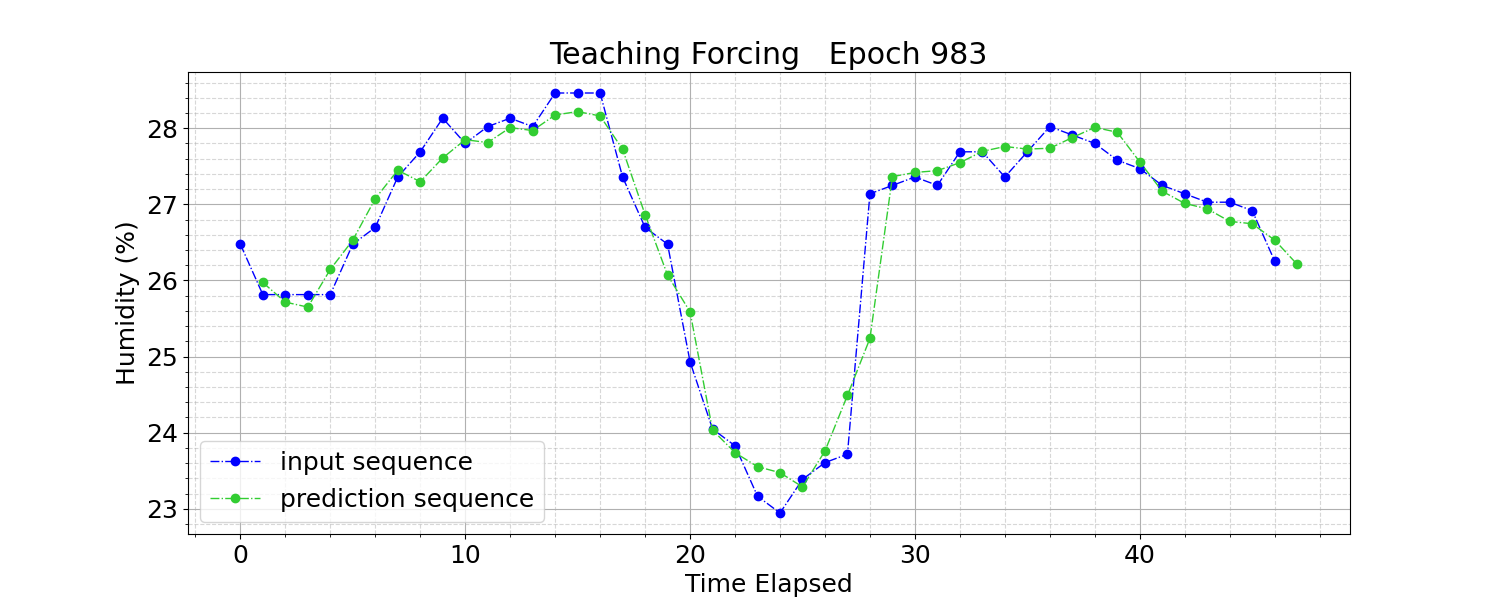 Teaching Forcing   Epoch 983
Humidity (%)
28
27
26
25
24
23
input sequence
prediction sequence
0 10 20 30 40
Time Elapsed